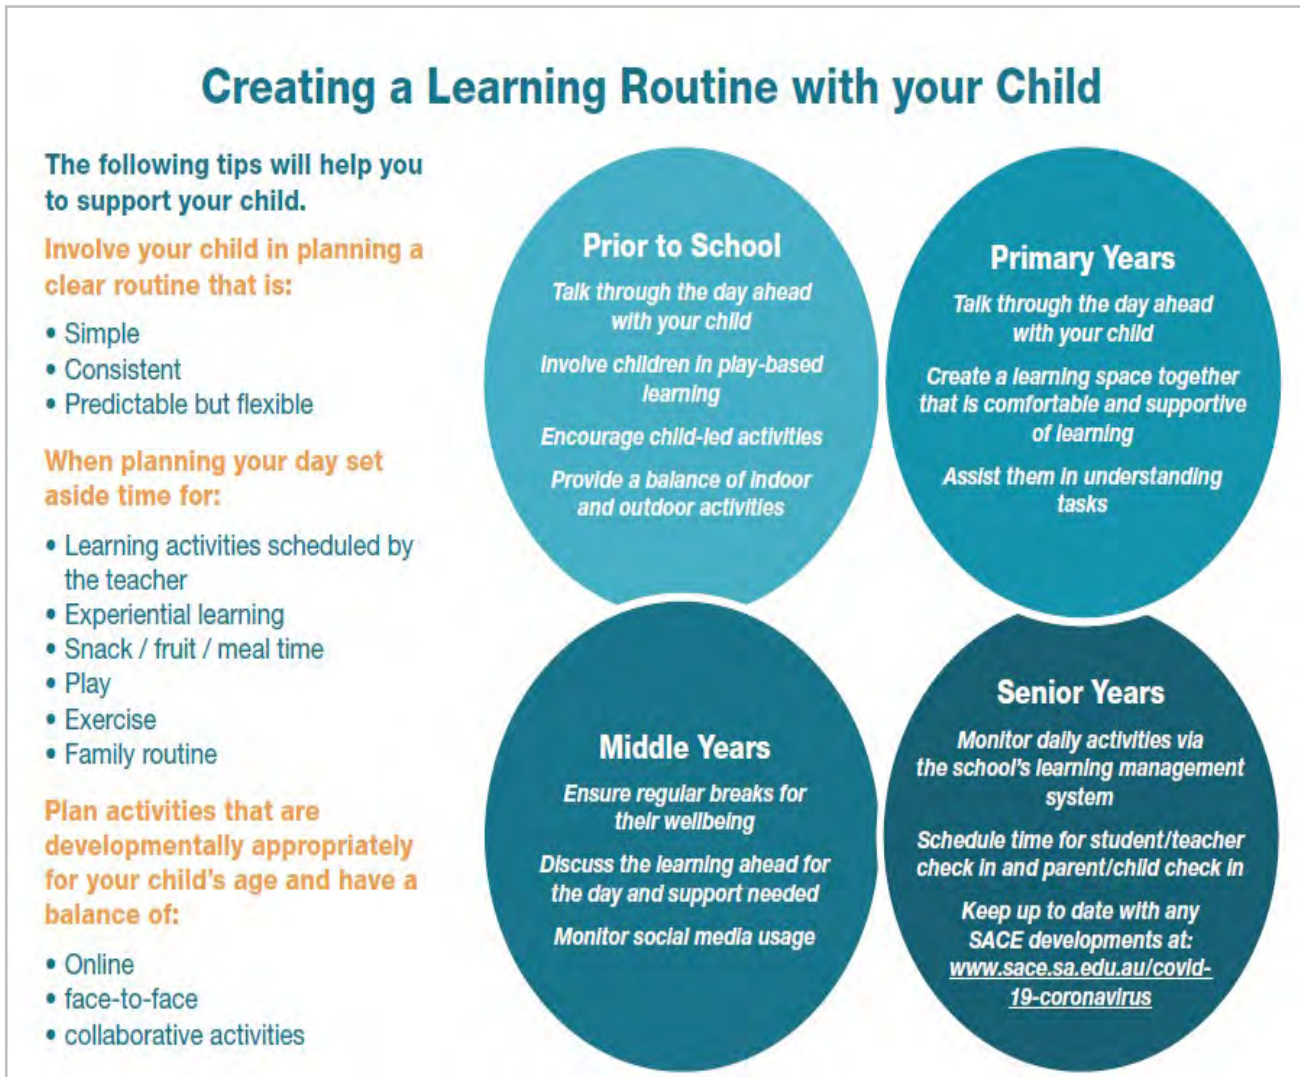 Creating a Learning Routine with your Child
The following tips will help you
to support your child.
Involve your child in planning a
clear routine that is:
• Simple
• Consistent
• Predictable but flexible
When planning your day set
aside time for:
• Learning activities scheduled by
the teacher
• Experiential learning
• Snack / fruit / meal time
• Play
• Exercise
• Family routine
Plan activities that are
developmentally appropriately
for your child's age and have a
balance of:
• Online
• face-to-face
• collaborative activities
Prior to School
Talk through the day ahead
with your child
Involve children in play-based
learning
Encourage child-led activities
Provide a balance of indoor
and outdoor activities
Primary Years
Talk through the day ahead
with your child
Create a learning space together
that is comfortable and supportive
of learning
Assist them in understanding
tasks
Middle Years
Ensure regular breaks for
their wellbeing
Discuss the learning ahead for
the day and support needed
Monitor social media usage
Senior Years
Monitor daily activities via
the school's learning management
system
Schedule time for student/teacher
check in and parent/child check in
Keep up to date with any
SACE developments at:
www.sace.sa.edu.au/covid-
19-coronavirus